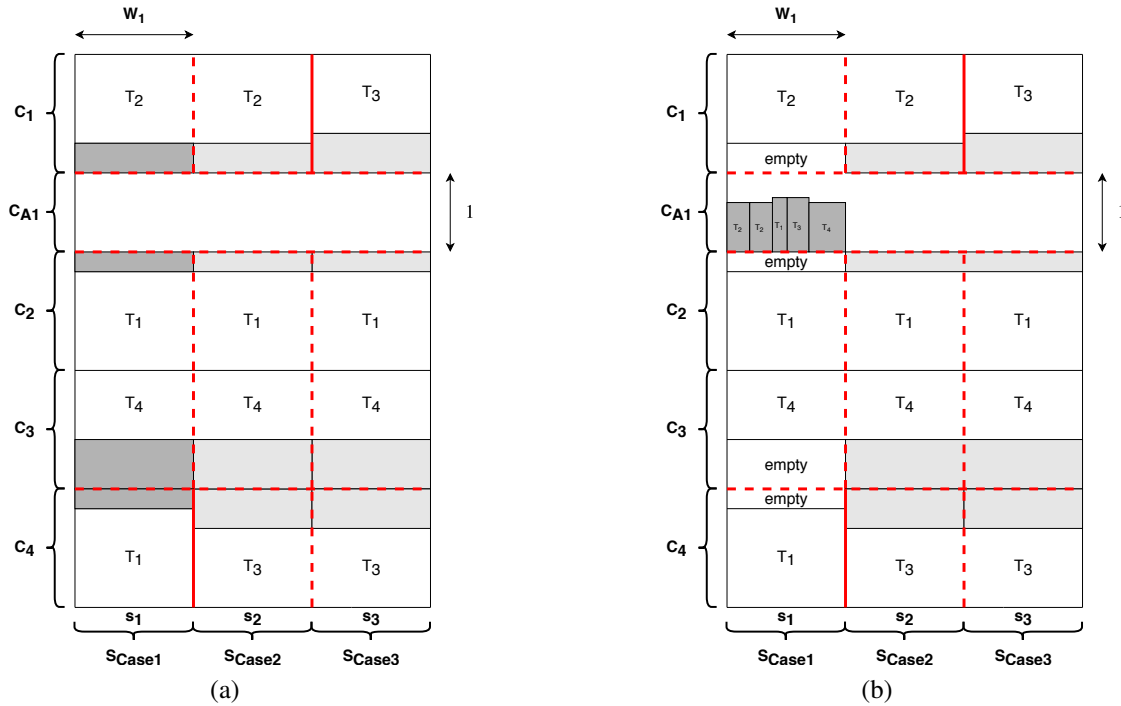 W1
C1
T2 T2 T3
CA1
1
C2
T1 T1 T1
C3
T4 T4 T4
C4
T1 T3 T3
s1 s2 s3
SCase1 SCase2 SCase3
(a)
W1
C1
T2 T2 T3
empty
CA1
T2 T2 T1 T3 T4
empty
C2
T1 T1 T1
C3
T4 T4 T4
empty
empty
C4
T1 T3 T3
s1 s2 s3
SCase1 SCase2 SCase3
(b)